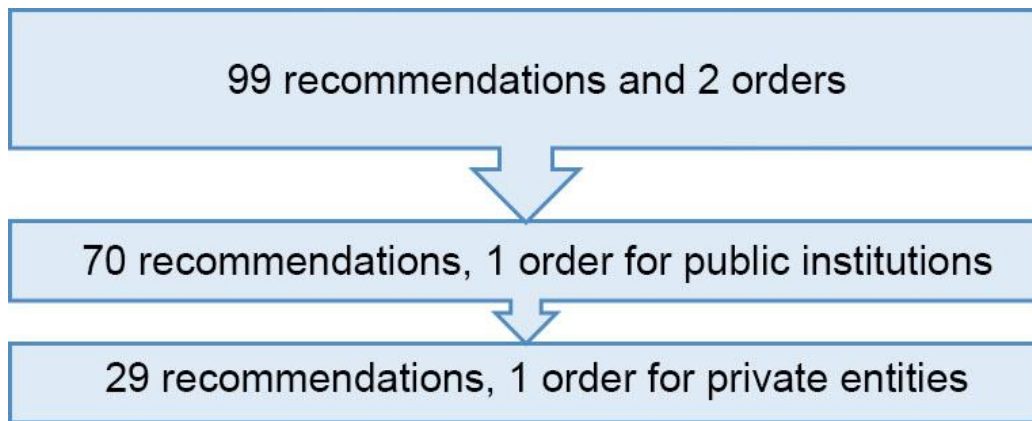 99 recommendations and 2 orders
70 recommendations, 1 order for public institutions
29 recommendations, 1 order for private entities